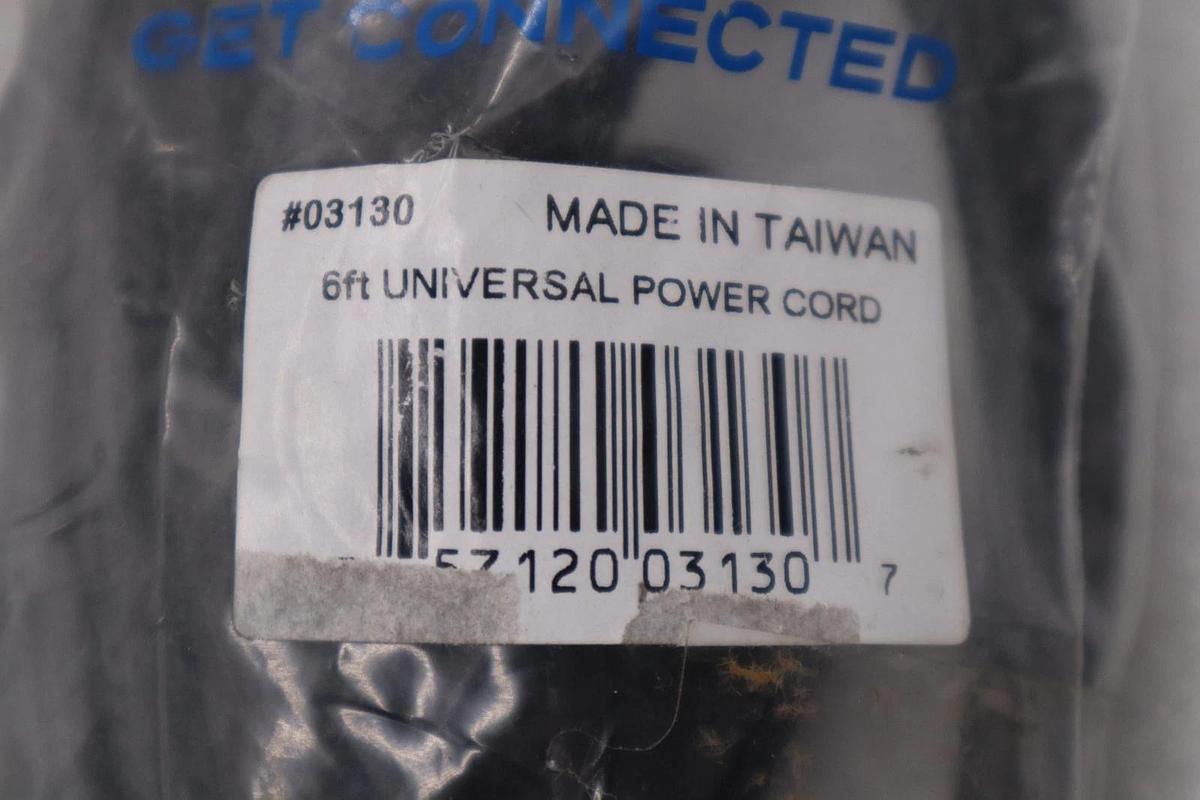 GET CONNECTED
#03130 MADE IN TAIWAN
6ft UNIVERSAL POWER CORD
57120 03130 7